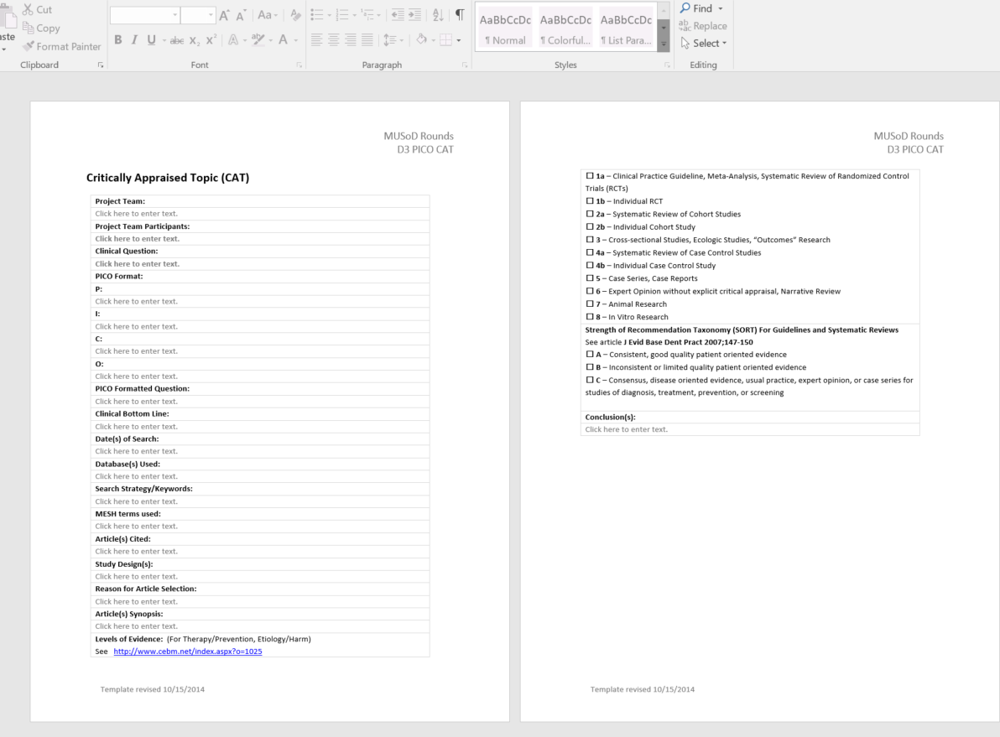 Cut
Copy
aste
Format Painter
Clipboard
Aa
B I U abc X₂ X²
A ab A
Font
Paragraph
AaBbCcDc AaBbCcDc AaBbCcDc
¶ Normal ¶ Colorful... ¶ List Para...
Styles
Find
Replace
Select
Editing
MUSoD Rounds
D3 PICO CAT
Critically Appraised Topic (CAT)
Project Team:
Click here to enter text.
Project Team Participants:
Click here to enter text.
Clinical Question:
Click here to enter text.
PICO Format:
P:
Click here to enter text.
I:
Click here to enter text.
C:
Click here to enter text.
O:
Click here to enter text.
PICO Formatted Question:
Click here to enter text.
Clinical Bottom Line:
Click here to enter text.
Date(s) of Search:
Click here to enter text.
Database(s) Used:
Click here to enter text.
Search Strategy/Keywords:
Click here to enter text.
MESH terms used:
Click here to enter text.
Article(s) Cited:
Click here to enter text.
Study Design(s):
Click here to enter text.
Reason for Article Selection:
Click here to enter text.
Article(s) Synopsis:
Click here to enter text.
Levels of Evidence: (For Therapy/Prevention, Etiology/Harm)
See http://www.cebm.net/index.aspx?o=1025
Template revised 10/15/2014
MUSoD Rounds
D3 PICO CAT
☐ 1a – Clinical Practice Guideline, Meta-Analysis, Systematic Review of Randomized Control
Trials (RCTs)
☐ 1b – Individual RCT
☐ 2a – Systematic Review of Cohort Studies
☐ 2b – Individual Cohort Study
☐ 3 – Cross-sectional Studies, Ecologic Studies, “Outcomes” Research
☐ 4a – Systematic Review of Case Control Studies
☐ 4b – Individual Case Control Study
☐ 5 – Case Series, Case Reports
☐ 6 – Expert Opinion without explicit critical appraisal, Narrative Review
☐ 7 – Animal Research
☐ 8 – In Vitro Research
Strength of Recommendation Taxonomy (SORT) For Guidelines and Systematic Reviews
See article J Evid Base Dent Pract 2007;147-150
☐ A – Consistent, good quality patient oriented evidence
☐ B – Inconsistent or limited quality patient oriented evidence
☐ C – Consensus, disease oriented evidence, usual practice, expert opinion, or case series for
studies of diagnosis, treatment, prevention, or screening
Conclusion(s):
Click here to enter text.
Template revised 10/15/2014